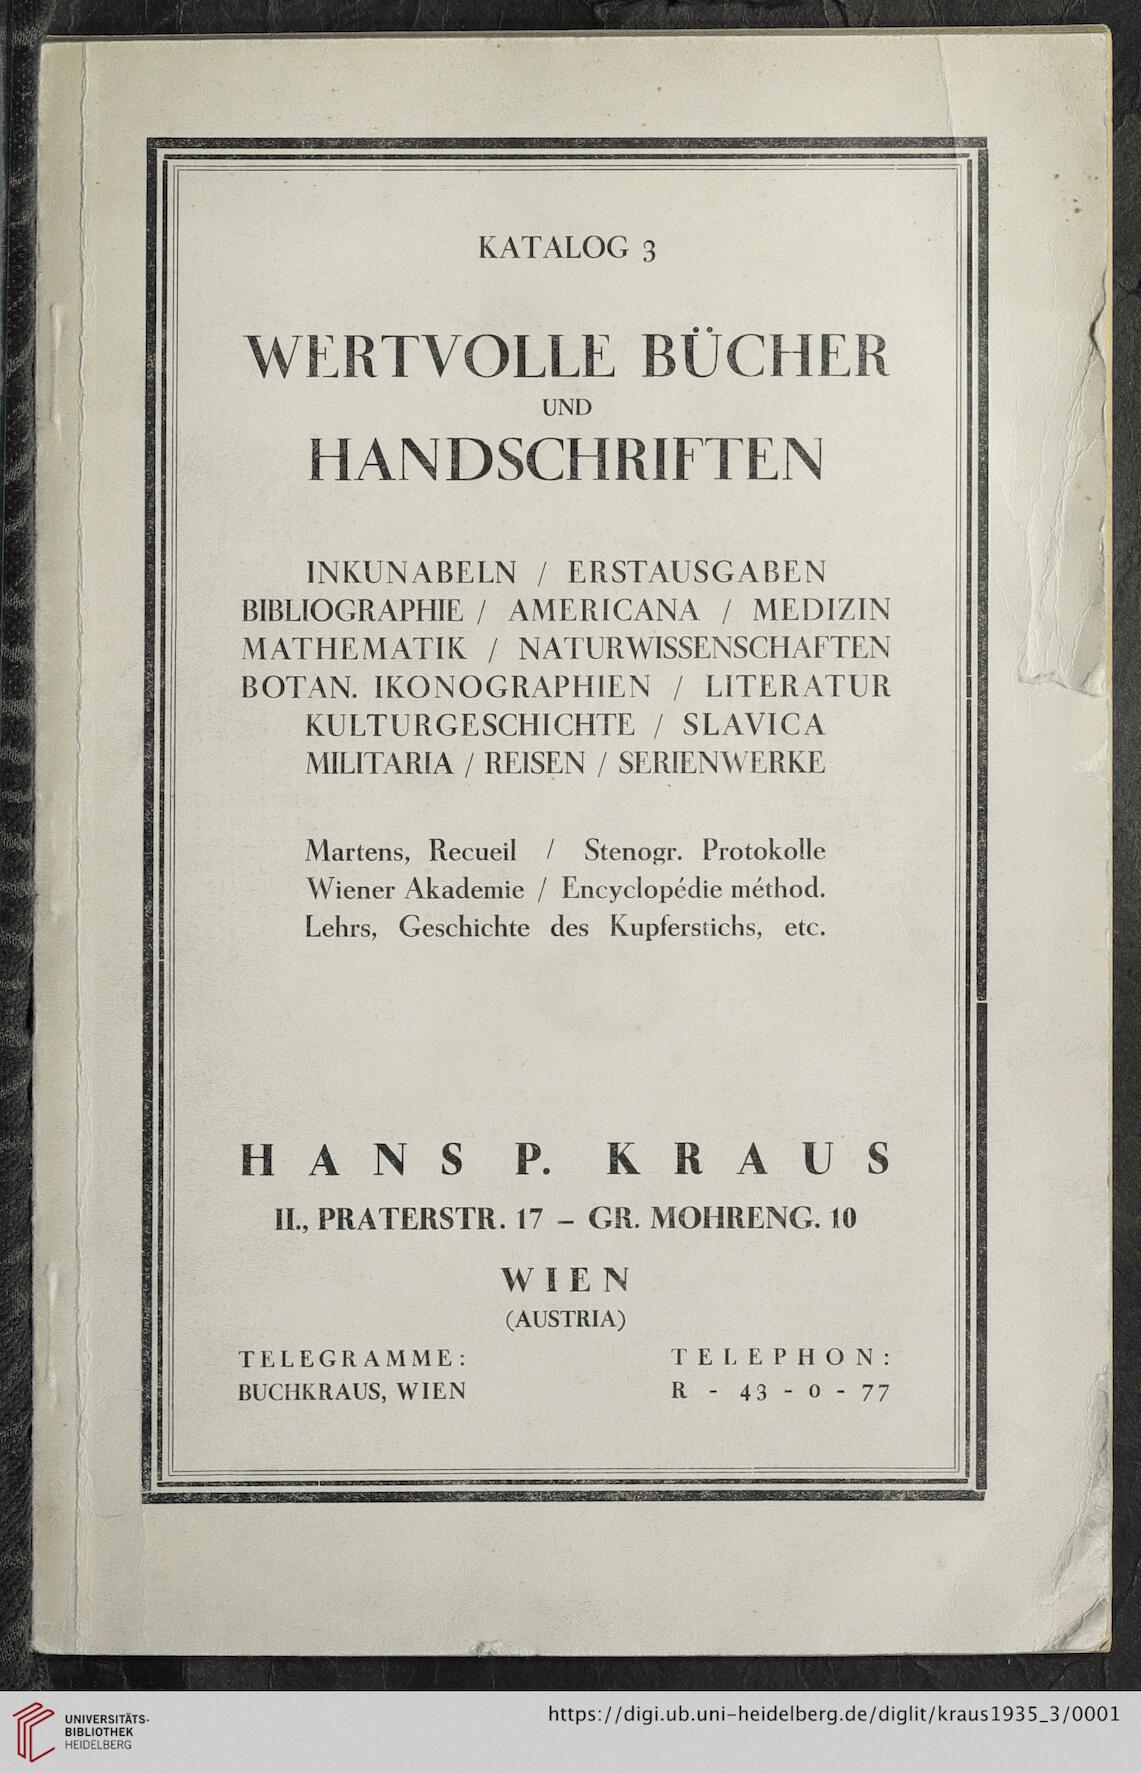 KATALOG 3
WERTVOLLE BÜCHER
UND
HANDSCHRIFTEN
INKUNABELN / ERSTAUSGABEN
BIBLIOGRAPHIE / AMERICANA / MEDIZIN
MATHEMATIK / NATURWISSENSCHAFTEN
BOTAN. IKONOGRAPHIEN / LITERATUR
KULTURGESCHICHTE / SLAVICA
MILITARIA / REISEN / SERIENWERKE
Martens, Recueil / Stenogr. Protokolle
Wiener Akademie / Encyclopédie méthod.
Lehrs, Geschichte des Kupferstichs, etc.
HANS P. KRAUS
II., PRATERSTR. 17 – GR. MOHRENG. 10
WIEN
(AUSTRIA)
TELEGRAMME:
BUCHKRAUS, WIEN
TELEPHON:
R - 43 - 0 - 77
UNIVERSITÄTS-
BIBLIOTHEK
HEIDELBERG
https://digi.ub.uni-heidelberg.de/diglit/kraus1935_3/0001